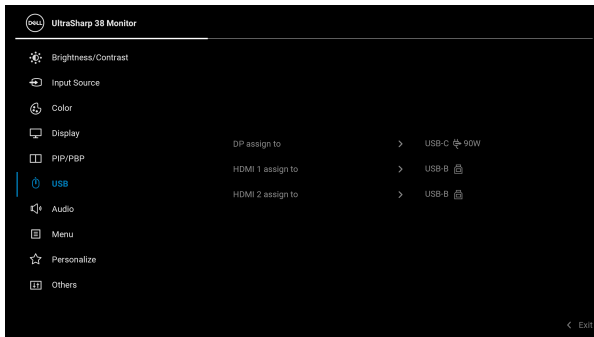 DELL UltraSharp 38 Monitor
Brightness/Contrast
Input Source
Color
Display
DP assign to USB-C 90W
PIP/PBP
HDMI 1 assign to USB-B
USB
HDMI 2 assign to USB-B
Audio
Menu
Personalize
Others
Exit